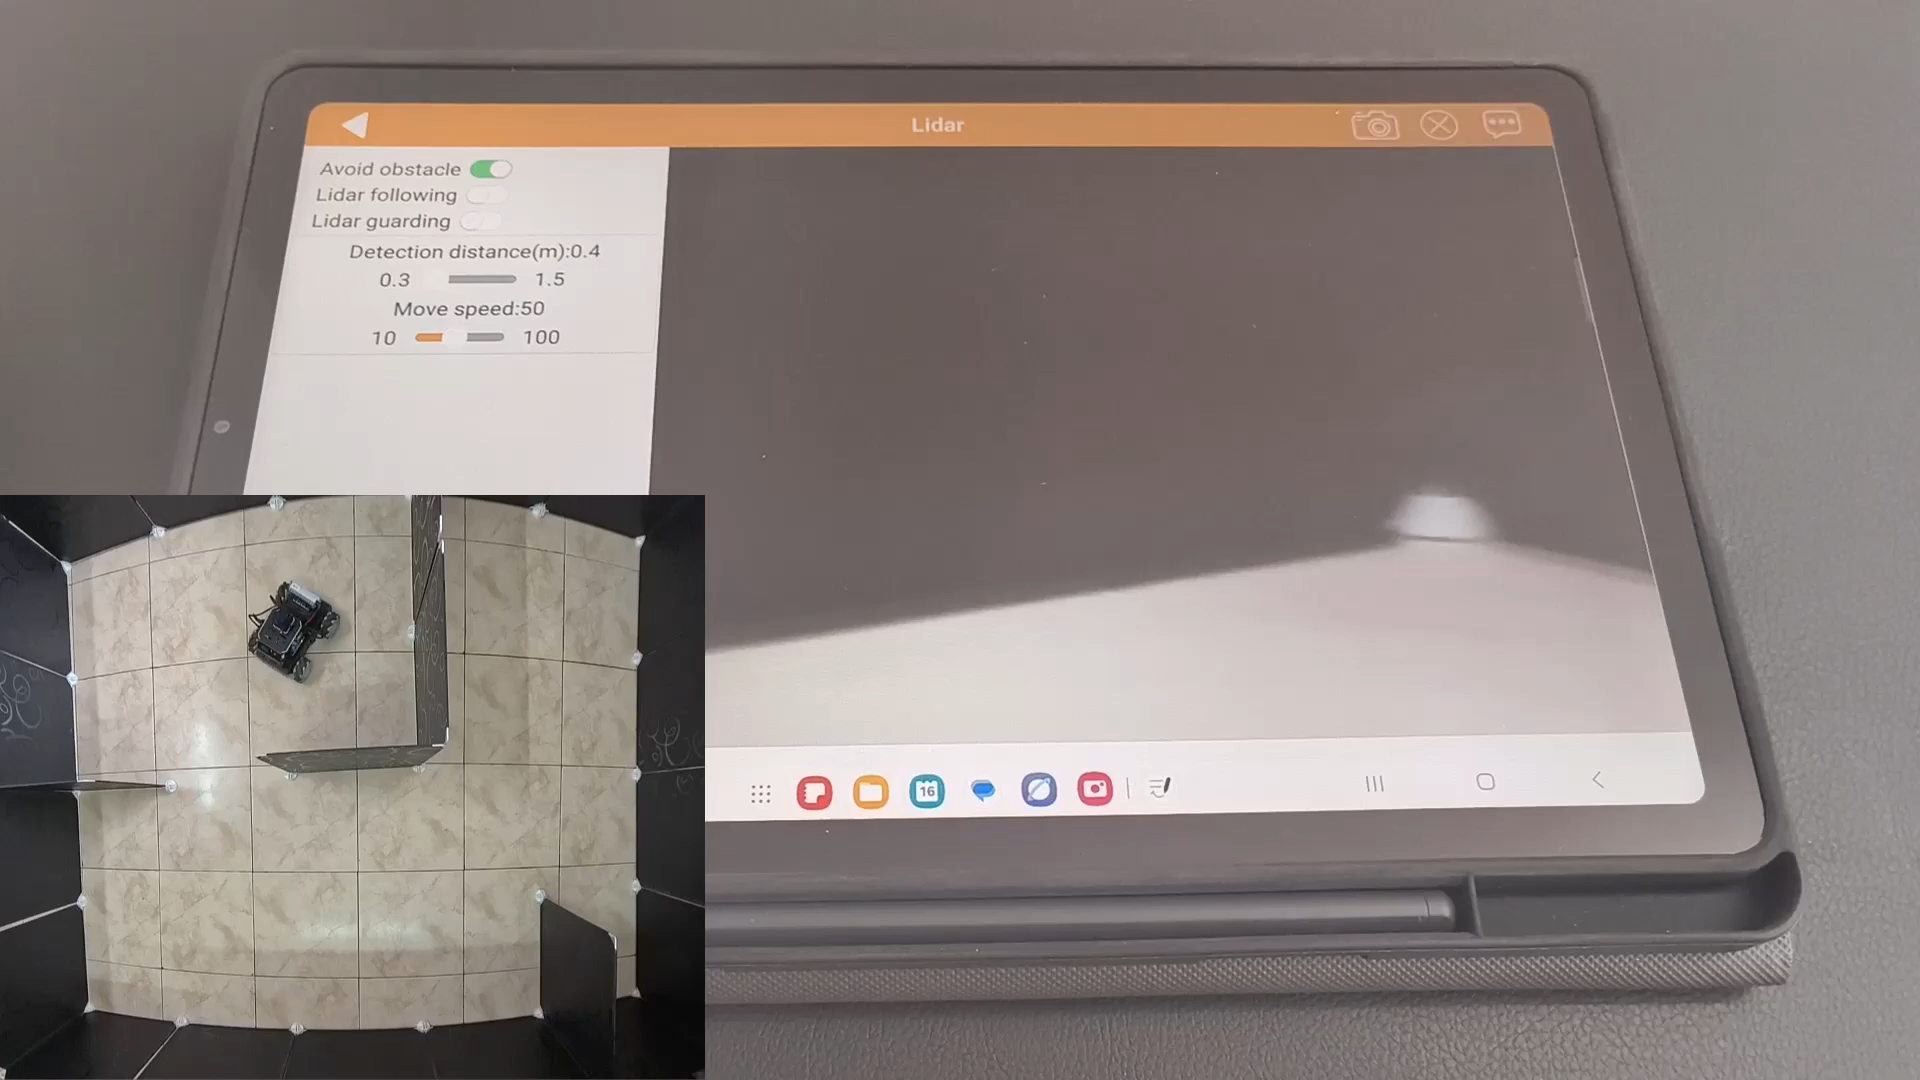 Lidar
Avoid obstacle
Lidar following
Lidar guarding
Detection distance(m):0.4
0.3 1.5
Move speed:50
10 100
16